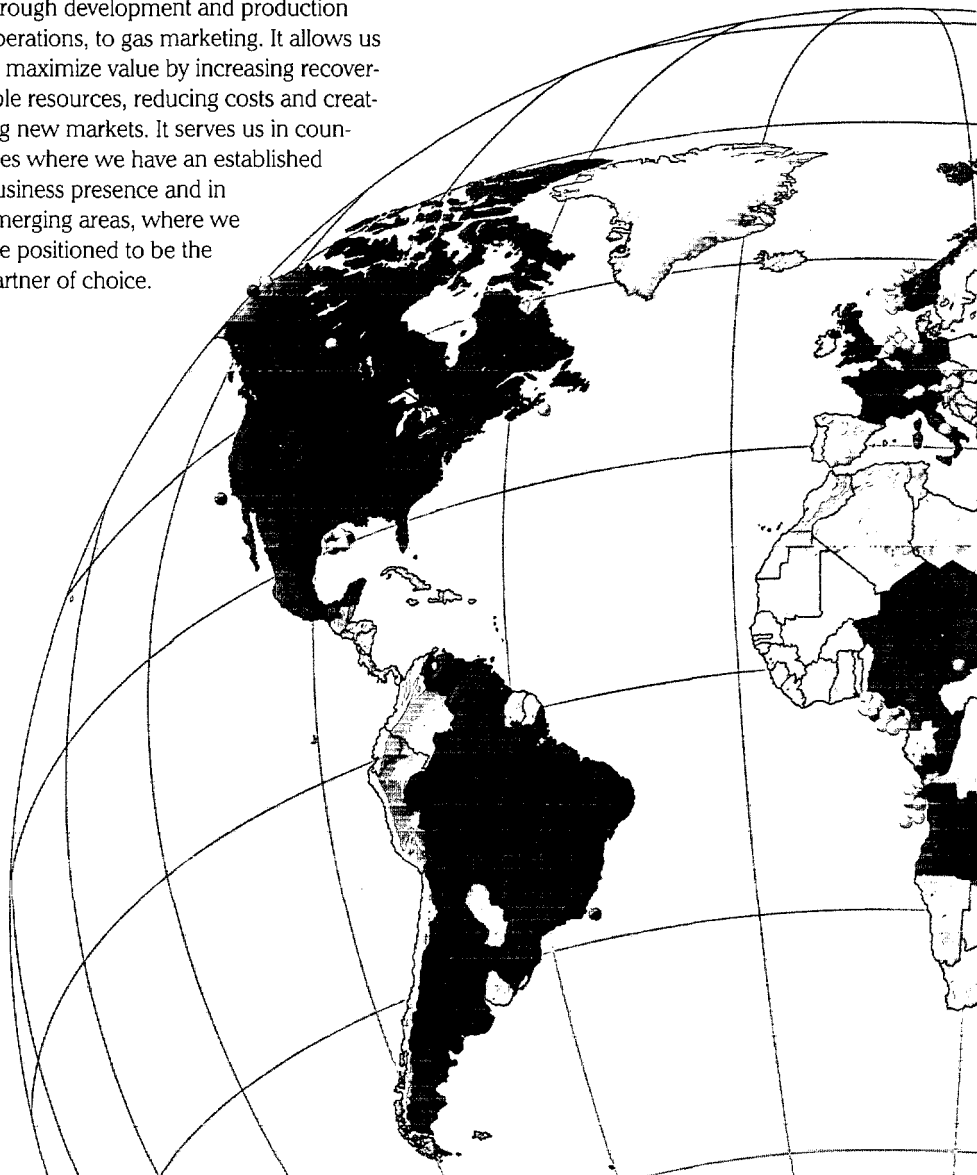 rough development and production
perations, to gas marketing. It allows us
maximize value by increasing recover-
ble resources, reducing costs and creat-
g new markets. It serves us in coun-
es where we have an established
usiness presence and in
merging areas, where we
e positioned to be the
artner of choice.